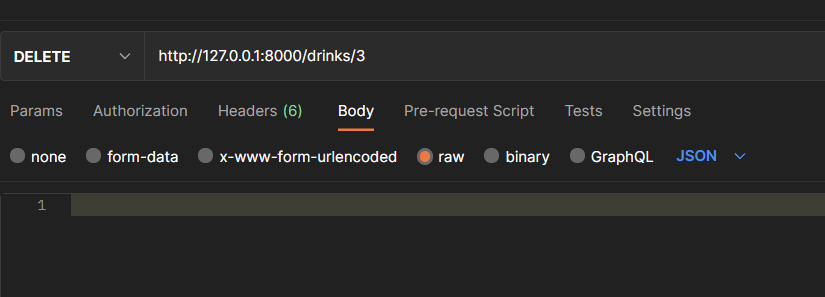 DELETE http://127.0.0.1:8000/drinks/3
Params Authorization Headers (6) Body Pre-request Script Tests Settings
none form-data x-www-form-urlencoded raw binary GraphQL JSON
1